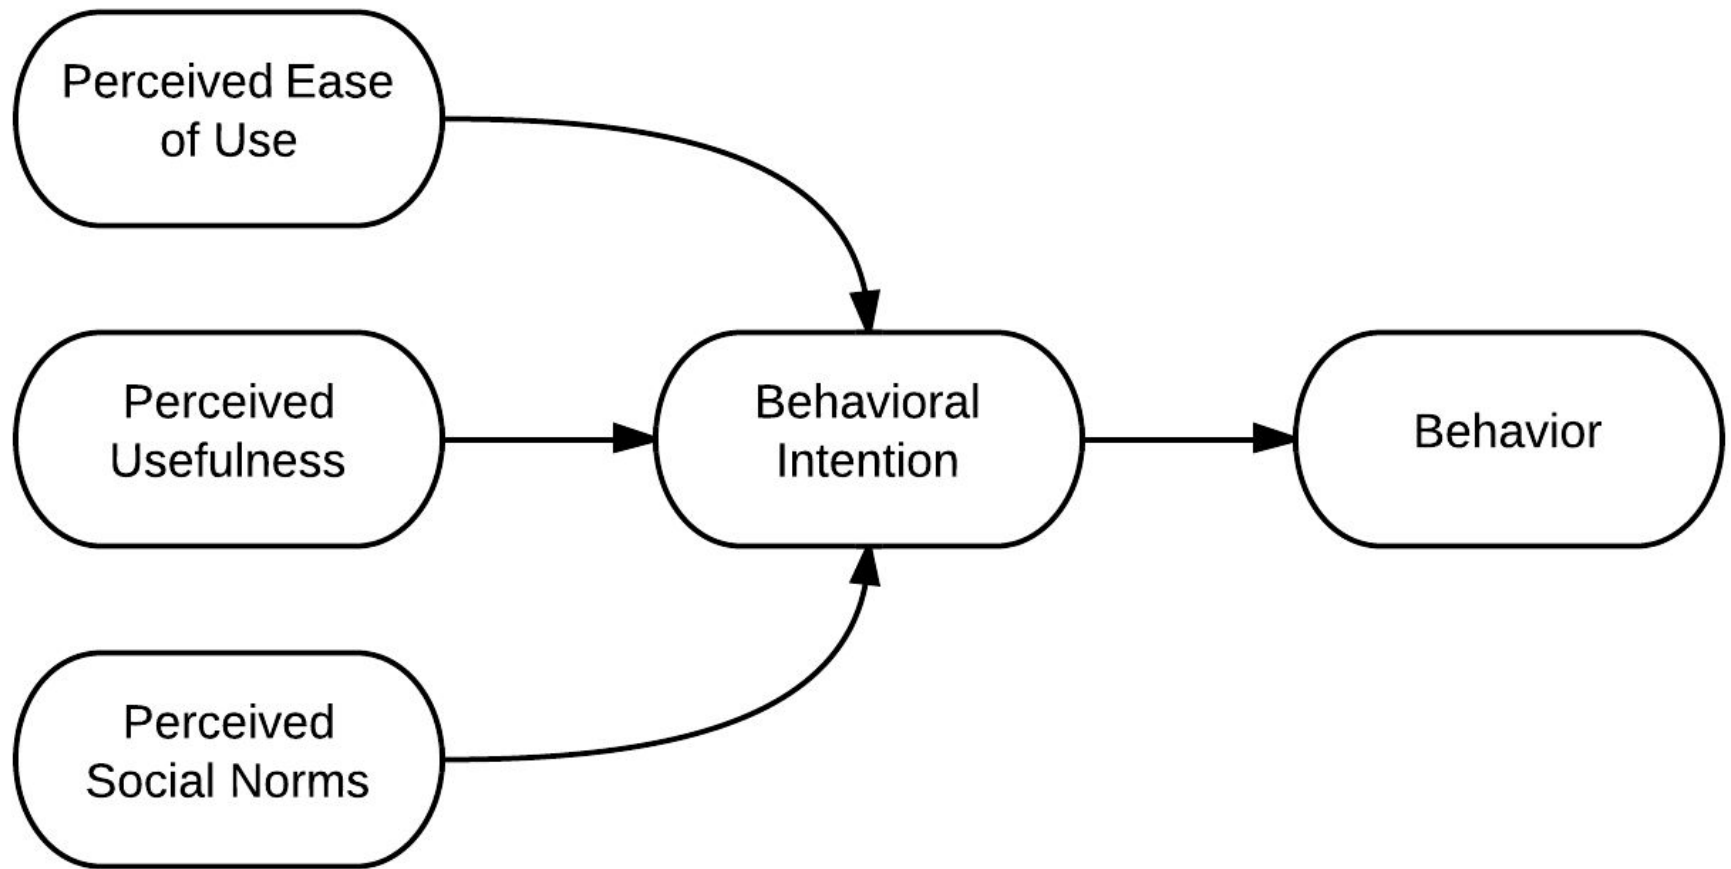 Perceived Ease
of Use
Perceived
Usefulness
Behavioral
Intention
Behavior
Perceived
Social Norms